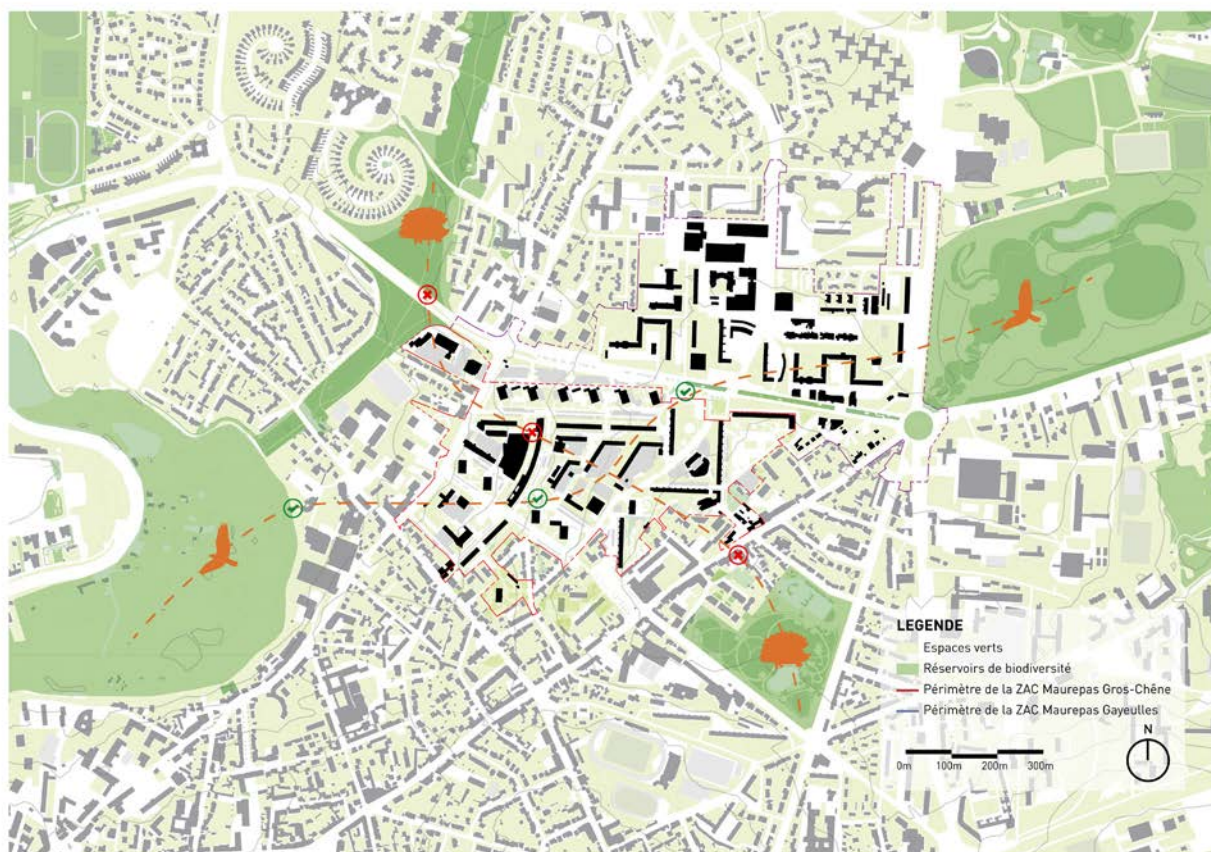 LEGENDE
Espaces verts
Réservoirs de biodiversité
Périmètre de la ZAC Maurepas Gros-Chêne
Périmètre de la ZAC Maurepas Gayeulles
N
0m 100m 200m 300m